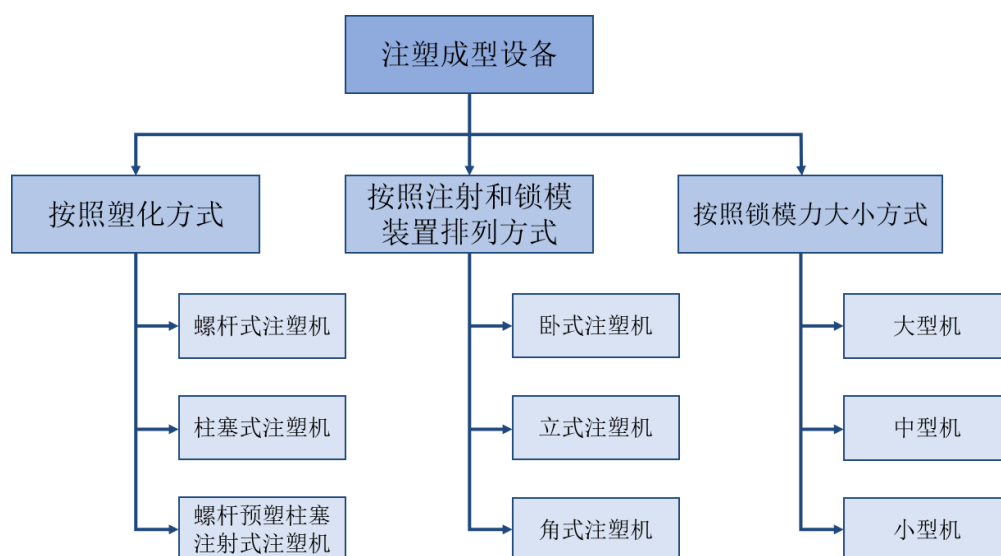 注塑成型设备
按照塑化方式
按照注射和锁模
装置排列方式
按照锁模力大小方式
螺杆式注塑机
卧式注塑机
大型机
柱塞式注塑机
立式注塑机
中型机
螺杆预塑柱塞
注射式注塑机
角式注塑机
小型机